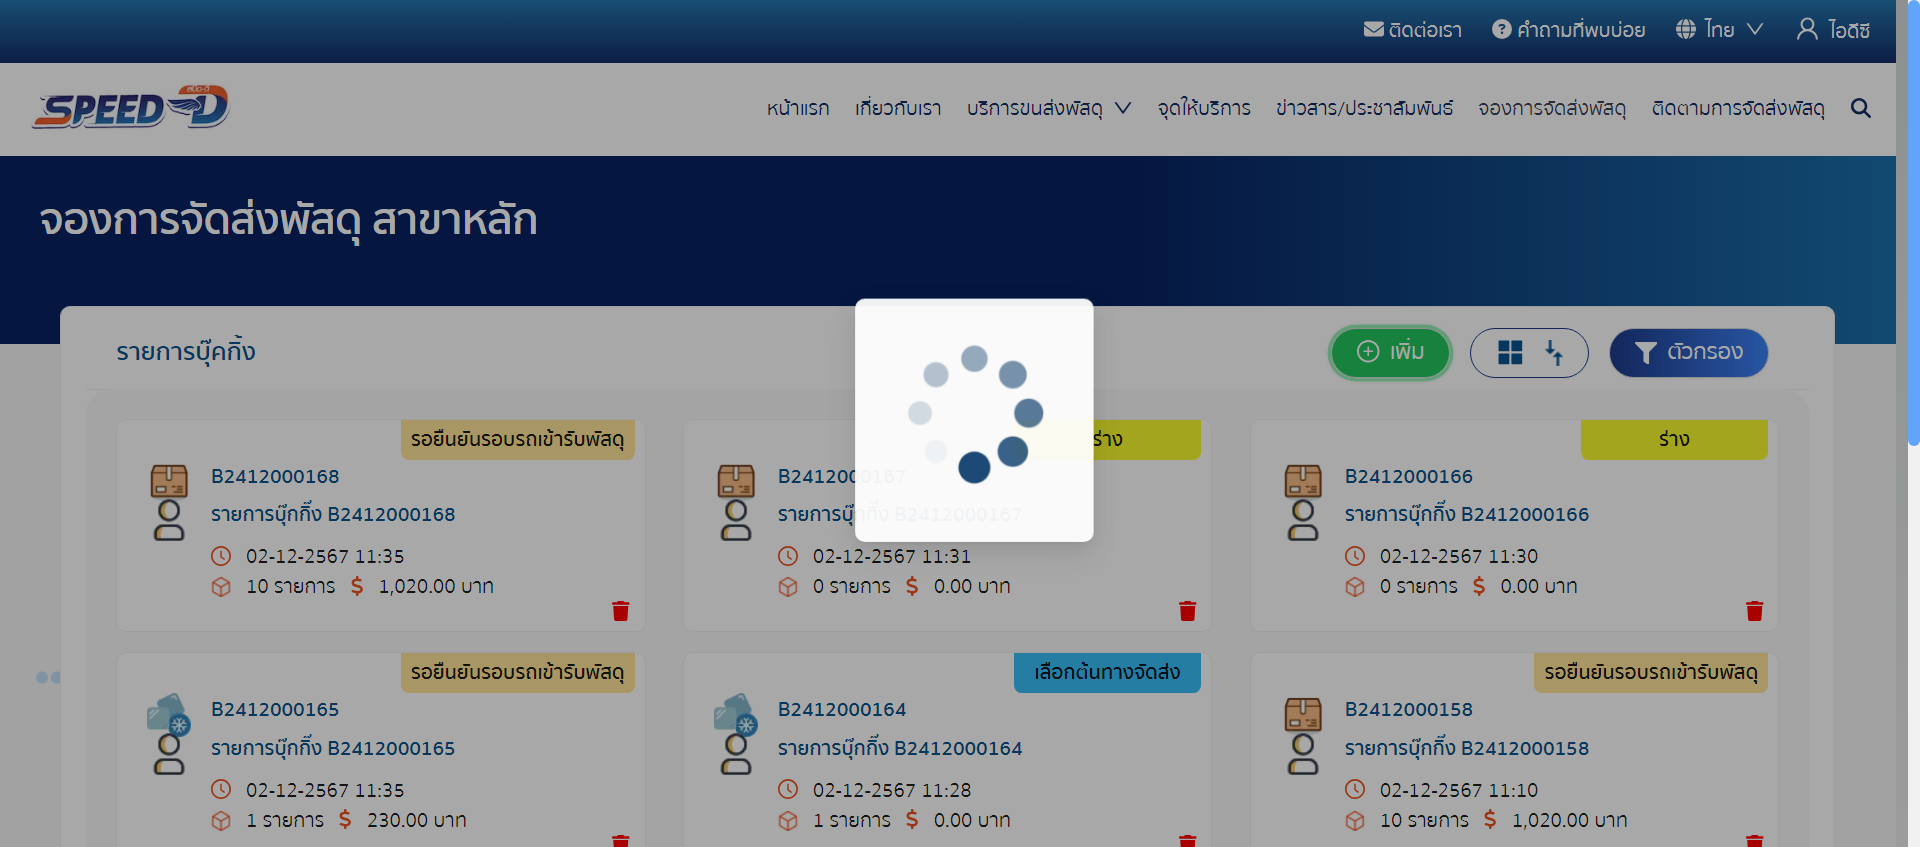 ติดต่อเรา คำถามที่พบบ่อย ไทย ไอดีซี
สปีด-ดี
SPEED-D
หน้าแรก เกี่ยวกับเรา บริการขนส่งพัสดุ จุดให้บริการ ข่าวสาร/ประชาสัมพันธ์ จองการจัดส่งพัสดุ ติดตามการจัดส่งพัสดุ
จองการจัดส่งพัสดุ สาขาหลัก
รายการบุ๊คกิ้ง เพิ่ม ตัวกรอง
รอยืนยันรอบรถเข้ารับพัสดุ
B2412000168
รายการบุ๊กกิ้ง B2412000168
02-12-2567 11:35
10 รายการ $ 1,020.00 บาท
ร่าง
B2412000167
รายการบุ๊กกิ้ง B2412000167
02-12-2567 11:31
0 รายการ $ 0.00 บาท
ร่าง
B2412000166
รายการบุ๊กกิ้ง B2412000166
02-12-2567 11:30
0 รายการ $ 0.00 บาท
รอยืนยันรอบรถเข้ารับพัสดุ
B2412000165
รายการบุ๊กกิ้ง B2412000165
02-12-2567 11:35
1 รายการ $ 230.00 บาท
เลือกต้นทางจัดส่ง
B2412000164
รายการบุ๊กกิ้ง B2412000164
02-12-2567 11:28
1 รายการ $ 0.00 บาท
รอยืนยันรอบรถเข้ารับพัสดุ
B2412000158
รายการบุ๊กกิ้ง B2412000158
02-12-2567 11:10
10 รายการ $ 1,020.00 บาท